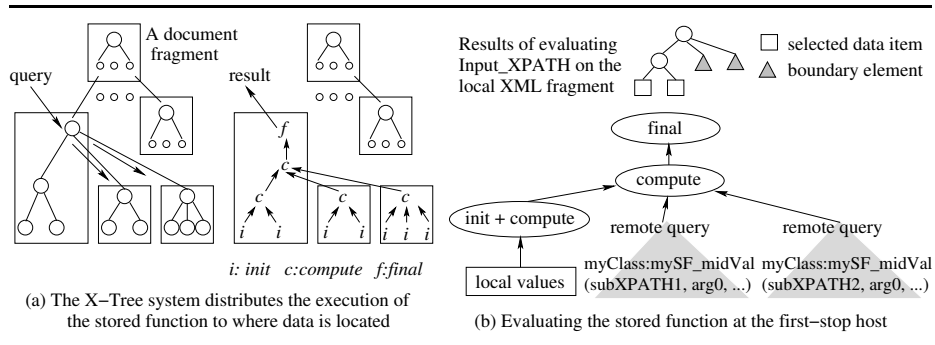 A document
fragment
query
result
f
c
c
c
c
i
i
i
i
i
i
i
i: init c:compute f:final
(a) The X−Tree system distributes the execution of
the stored function to where data is located
Results of evaluating
Input_XPATH on the
local XML fragment
selected data item
boundary element
final
compute
init + compute
remote query
remote query
local values
myClass:mySF_midVal
(subXPATH1, arg0, ...)
myClass:mySF_midVal
(subXPATH2, arg0, ...)
(b) Evaluating the stored function at the first−stop host